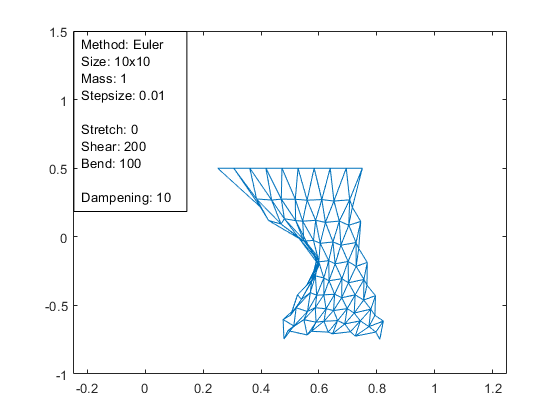 1.5
Method: Euler
Size: 10x10
Mass: 1
Stepsize: 0.01
Stretch: 0
Shear: 200
Bend: 100
Dampening: 10
1
0.5
0
-0.5
-1
-0.2 0 0.2 0.4 0.6 0.8 1 1.2